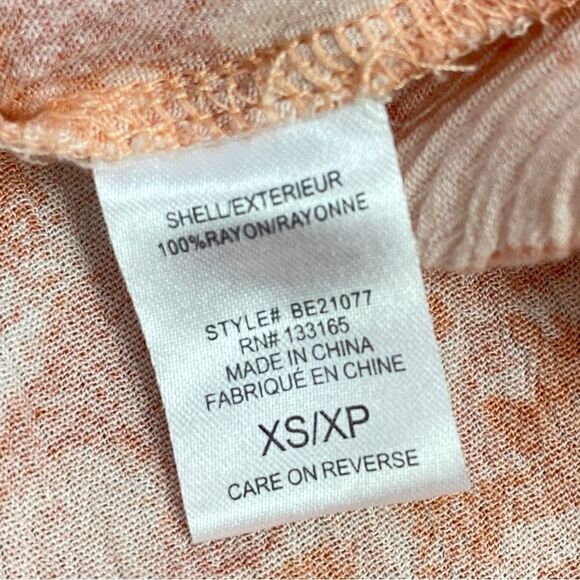 SHELL/EXTERIEUR
100%RAYON/RAYONNE
STYLE# BE21077
RN# 133165
MADE IN CHINA
FABRIQUÉ EN CHINE
XS/XP
CARE ON REVERSE